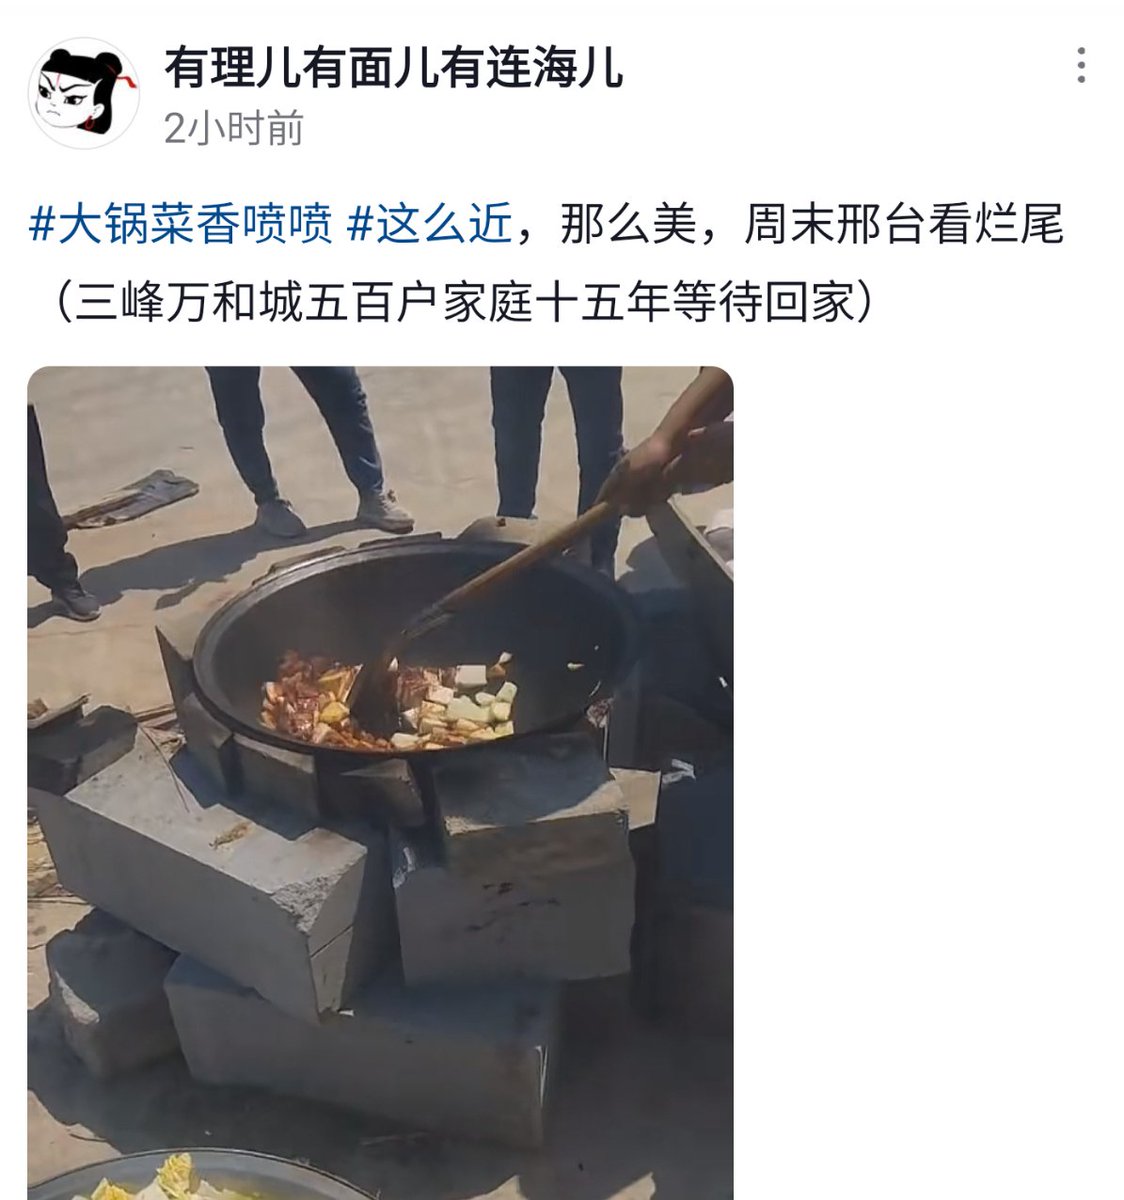 有理儿有面儿有连海儿
2小时前
#大锅菜香喷喷 #这么近，那么美，周末邢台看烂尾
（三峰万和城五百户家庭十五年等待回家）